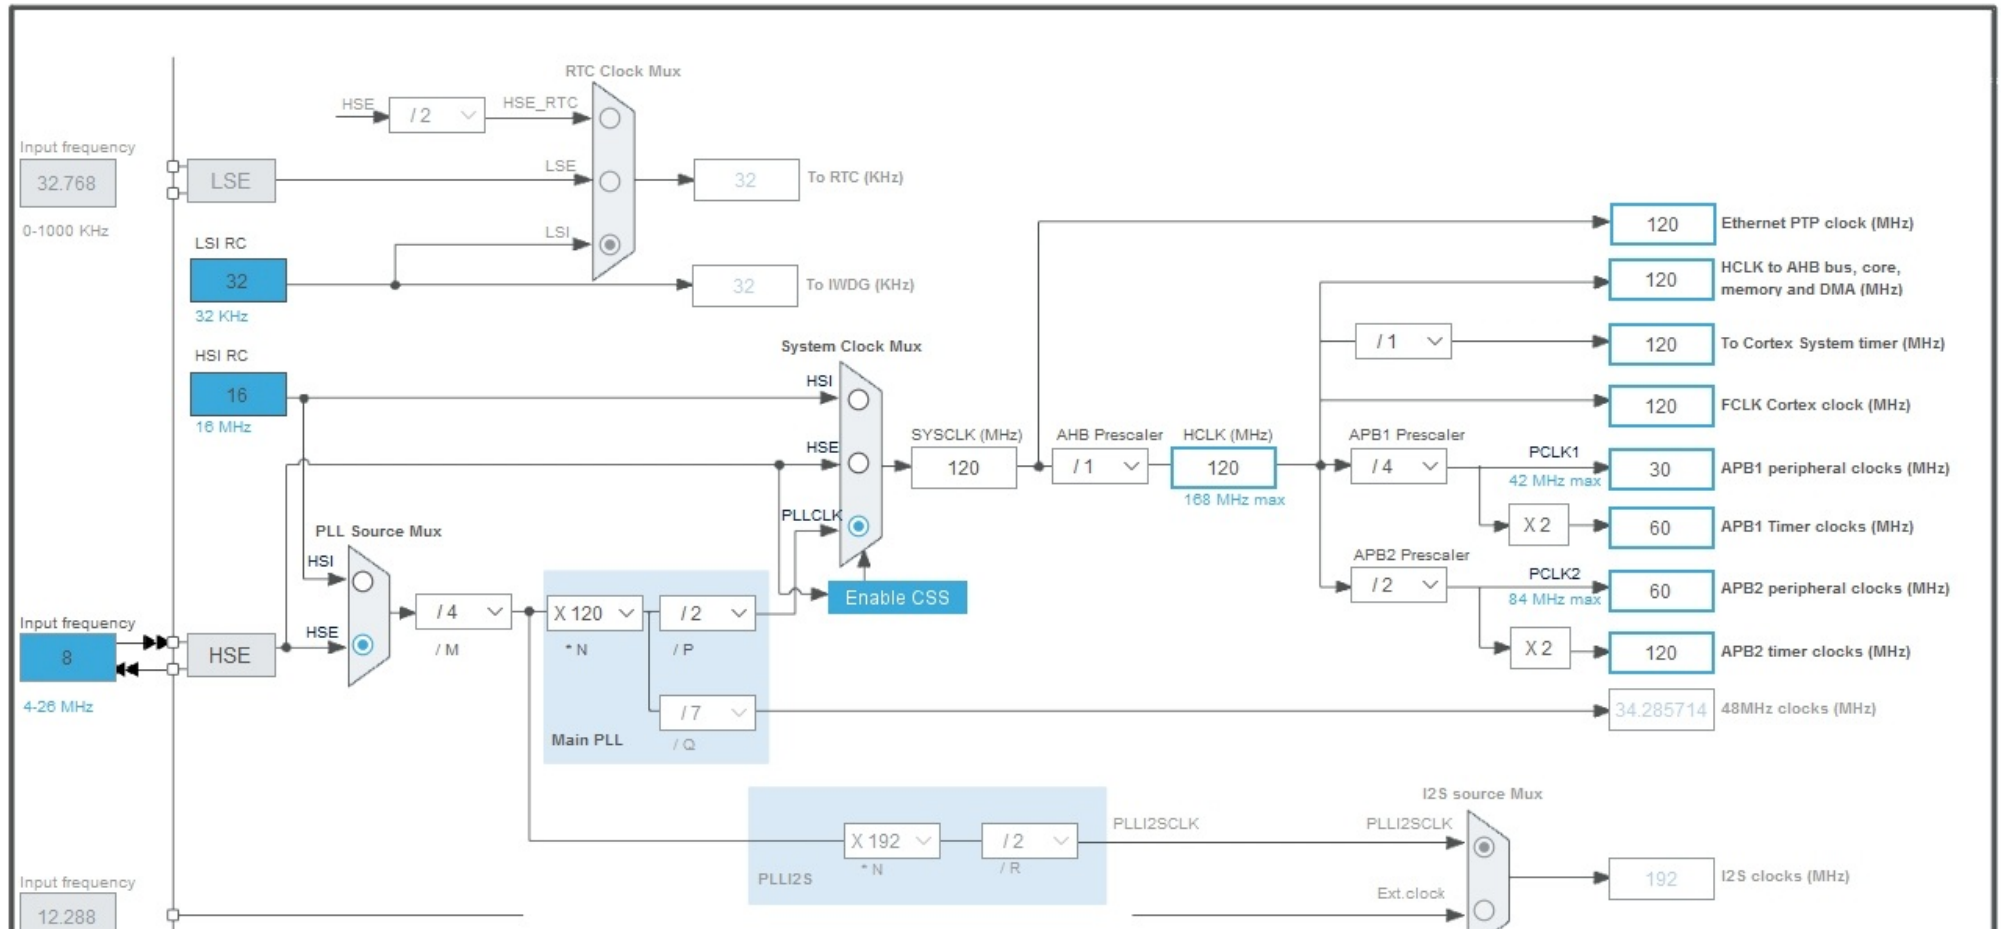 RTC Clock Mux
HSE
/ 2
HSE_RTC
Input frequency
32.768
0-1000 KHz
LSE
LSE
32
To RTC (KHz)
LSI RC
32
32 KHz
LSI
32
To IWDG (KHz)
120
Ethernet PTP clock (MHz)
120
HCLK to AHB bus, core,
memory and DMA (MHz)
/ 1
120
To Cortex System timer (MHz)
120
FCLK Cortex clock (MHz)
HSI RC
16
16 MHz
System Clock Mux
HSI
HSE
PLLCLK
SYSCLK (MHz)
120
AHB Prescaler
/ 1
HCLK (MHz)
120
168 MHz max
APB1 Prescaler
/ 4
PCLK1
42 MHz max
30
APB1 peripheral clocks (MHz)
X 2
60
APB1 Timer clocks (MHz)
APB2 Prescaler
/ 2
PCLK2
84 MHz max
60
APB2 peripheral clocks (MHz)
X 2
120
APB2 timer clocks (MHz)
34.285714
48MHz clocks (MHz)
PLL Source Mux
HSI
HSE
Input frequency
8
4-26 MHz
HSE
/ 4
/ M
X 120
* N
/ 2
/ P
/ 7
/ Q
Main PLL
Enable CSS
X 192
* N
/ 2
/ R
PLLI2S
PLLI2SCLK
I2S source Mux
PLLI2SCLK
Ext.clock
192
I2S clocks (MHz)
Input frequency
12.288